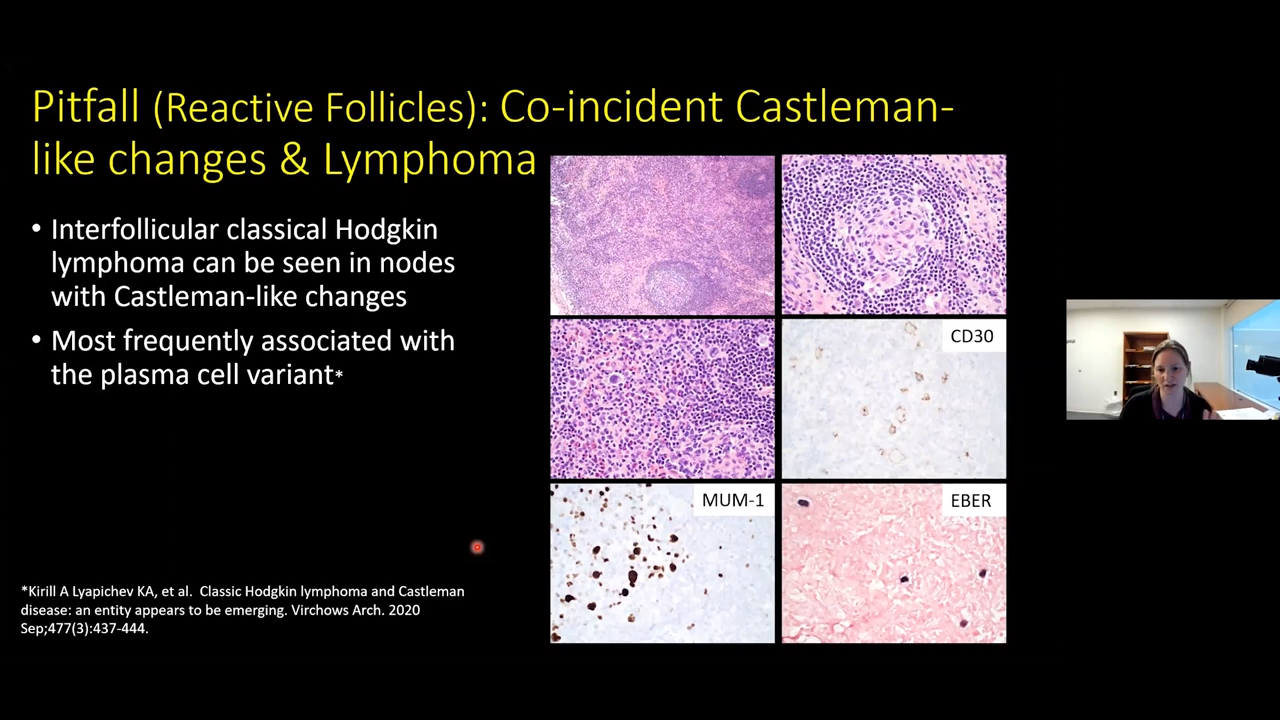 Pitfall (Reactive Follicles): Co-incident Castleman-
like changes & Lymphoma
• Interfollicular classical Hodgkin
lymphoma can be seen in nodes
with Castleman-like changes
• Most frequently associated with
the plasma cell variant*
CD30
MUM-1
EBER
*Kirill A Lyapichev KA, et al.  Classic Hodgkin lymphoma and Castleman
disease: an entity appears to be emerging. Virchows Arch. 2020
Sep;477(3):437-444.